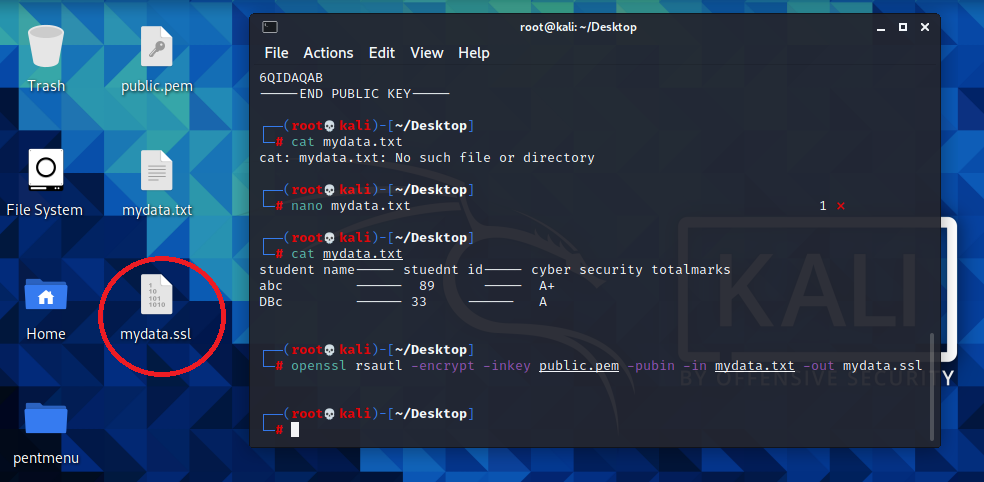 Trash
public.pem
File System
mydata.txt
Home
mydata.ssl
1
10
101
1010
pentmenu
root@kali: ~/Desktop
File Actions Edit View Help
6QIDAQAB
-----END PUBLIC KEY-----
(root💀kali)-[~/Desktop]
# cat mydata.txt
cat: mydata.txt: No such file or directory
(root💀kali)-[~/Desktop]
# nano mydata.txt 1 ⨯
(root💀kali)-[~/Desktop]
# cat mydata.txt
student name----- stuednt id----- cyber security totalmarks
abc ----- 89 ----- A+
DBc ----- 33 ----- A
(root💀kali)-[~/Desktop]
# openssl rsautl -encrypt -inkey public.pem -pubin -in mydata.txt -out mydata.ssl
(root💀kali)-[~/Desktop]
#
KALI
BY OFFENSIVE SECURITY